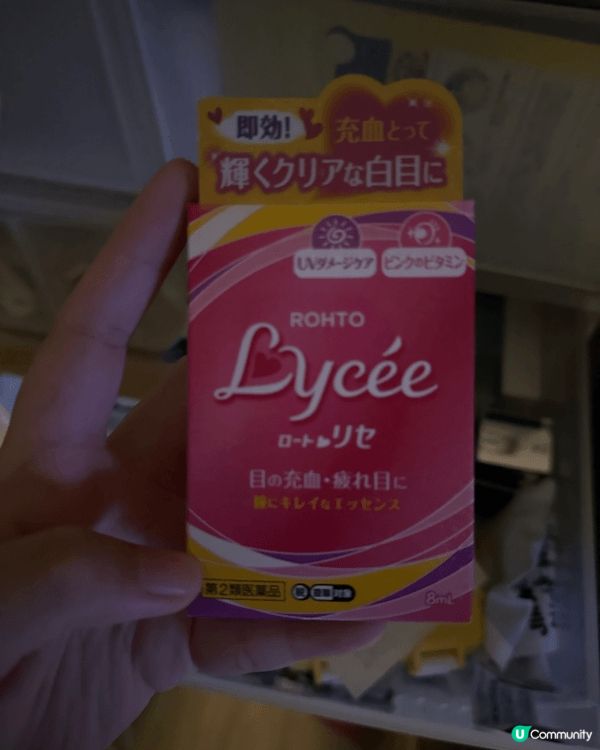 即効!
充血とって
輝くクリアな白目に
UVダメージケア
ピンクのビタミン
ROHTO
Lycée
ロートリセ
目の充血・疲れ目に
瞳にキレイなエッセンス
第2類医薬品
8mL
U Community